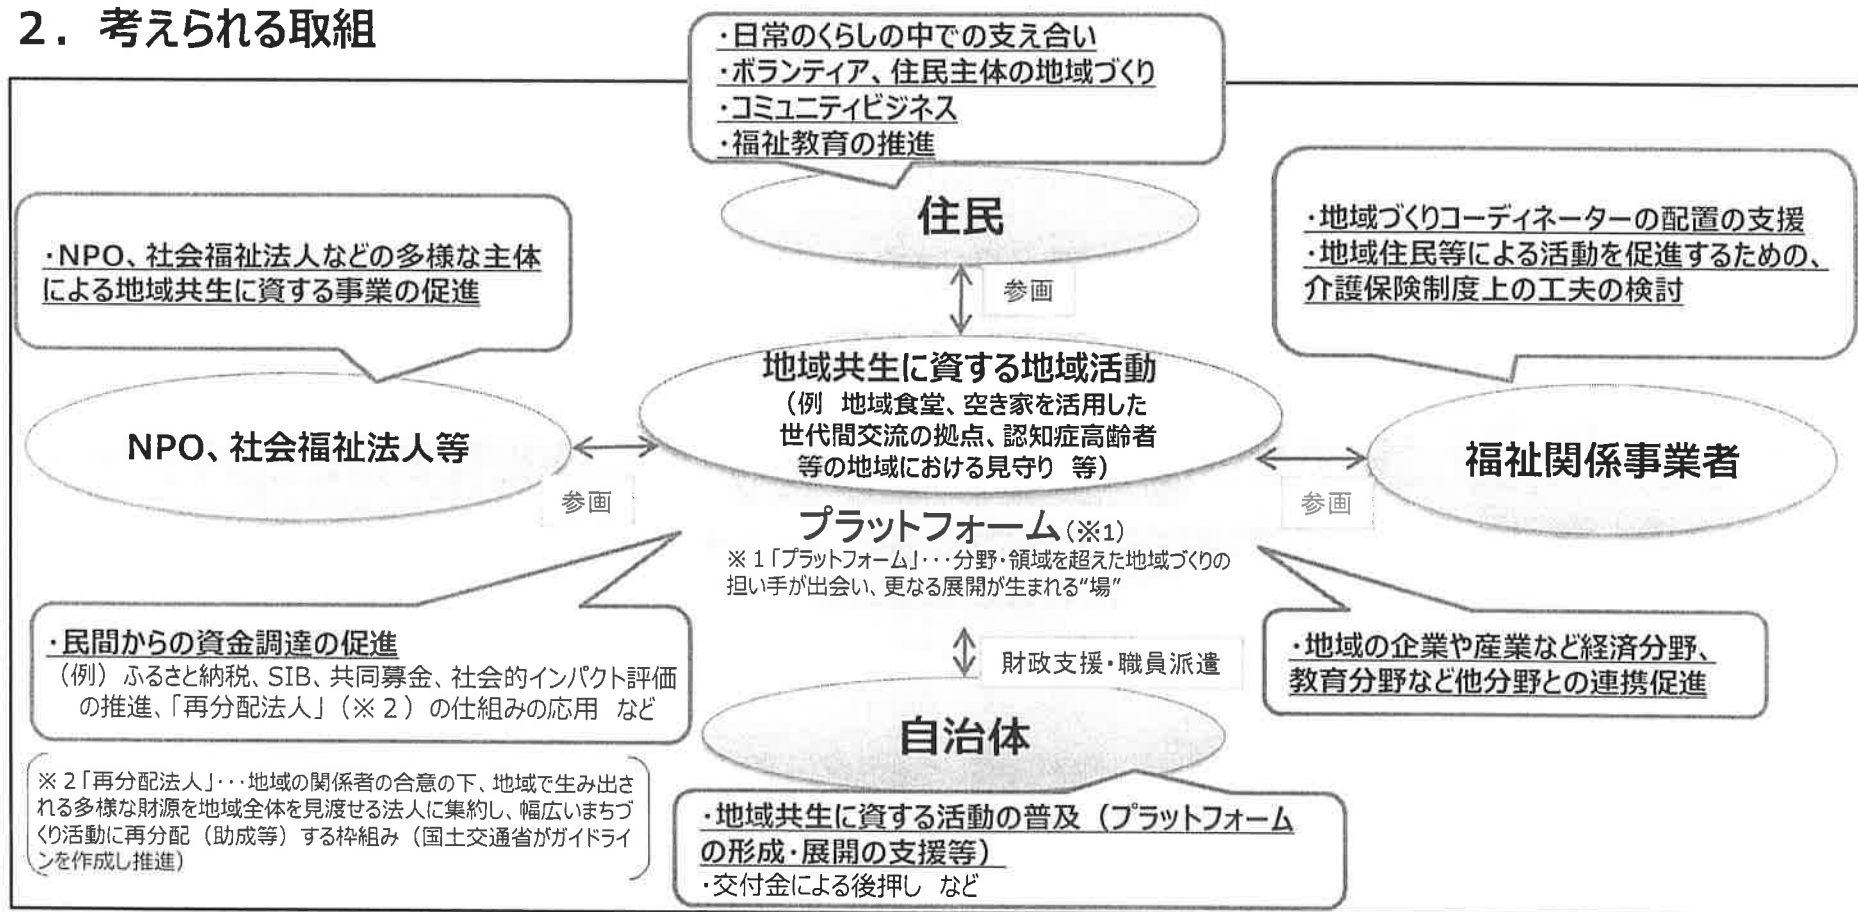 2．考えられる取組
・日常のくらしの中での支え合い
・ボランティア、住民主体の地域づくり
・コミュニティビジネス
・福祉教育の推進
住民
・NPO、社会福祉法人などの多様な主体
による地域共生に資する事業の促進
・地域づくりコーディネーターの配置の支援
・地域住民等による活動を促進するための、
介護保険制度上の工夫の検討
参画
地域共生に資する地域活動
（例　地域食堂、空き家を活用した
世代間交流の拠点、認知症高齢者
等の地域における見守り　等）
NPO、社会福祉法人等
参画
福祉関係事業者
参画
プラットフォーム（※1）
※1「プラットフォーム」・・・分野・領域を超えた地域づくりの
担い手が出会い、更なる展開が生まれる“場”
・民間からの資金調達の促進
（例）ふるさと納税、SIB、共同募金、社会的インパクト評価
の推進、「再分配法人」（※２）の仕組みの応用　など
財政支援・職員派遣
・地域の企業や産業など経済分野、
教育分野など他分野との連携促進
自治体
※２「再分配法人」・・・地域の関係者の合意の下、地域で生み出さ
れる多様な財源を地域全体を見渡せる法人に集約し、幅広いまちづ
くり活動に再分配（助成等）する枠組み（国土交通省がガイドライ
ンを作成し推進）
・地域共生に資する活動の普及（プラットフォーム
の形成・展開の支援等）
・交付金による後押し　など